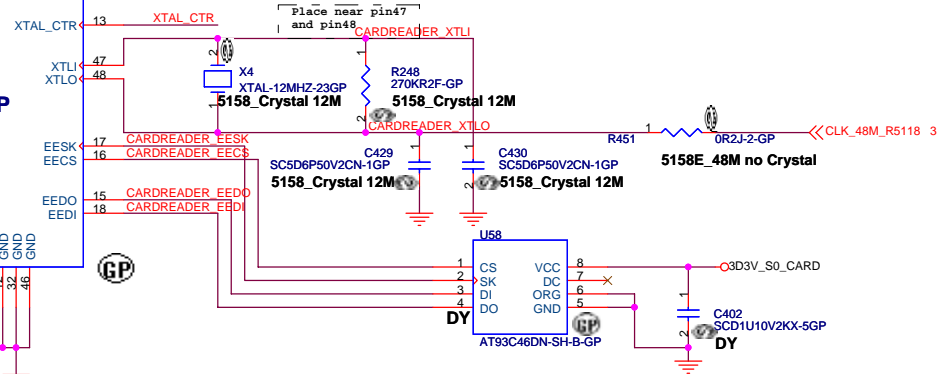 Place near pin47
and pin48
XTAL_CTR
13
XTAL_CTR
CARDREADER_XTLI
XTLI
47
XTLO
48
2
X4
XTAL-12MHZ-23GP
1
5158_Crystal 12M
1
R248
270KR2F-GP
2
5158_Crystal 12M
CARDREADER_XTLO
P
EESK
17
CARDREADER_EESK
EECS
16
CARDREADER_EECS
1
C429
SC5D6P50V2CN-1GP
2
5158_Crystal 12M
1
C430
SC5D6P50V2CN-1GP
2
5158_Crystal 12M
R451
1
0R2J-2-GP
CLK_48M_R5118 3
5158E_48M no Crystal
EEDO
15
CARDREADER_EEDO
EEDI
18
CARDREADER_EEDI
GND
GND
GND
32
46
GP
U58
1
CS
VCC
8
2
SK
DC
7
3
DI
ORG
6
4
DO
GND
5
DY
GP
AT93C46DN-SH-B-GP
3D3V_S0_CARD
1
C402
SCD1U10V2KX-5GP
2
DY